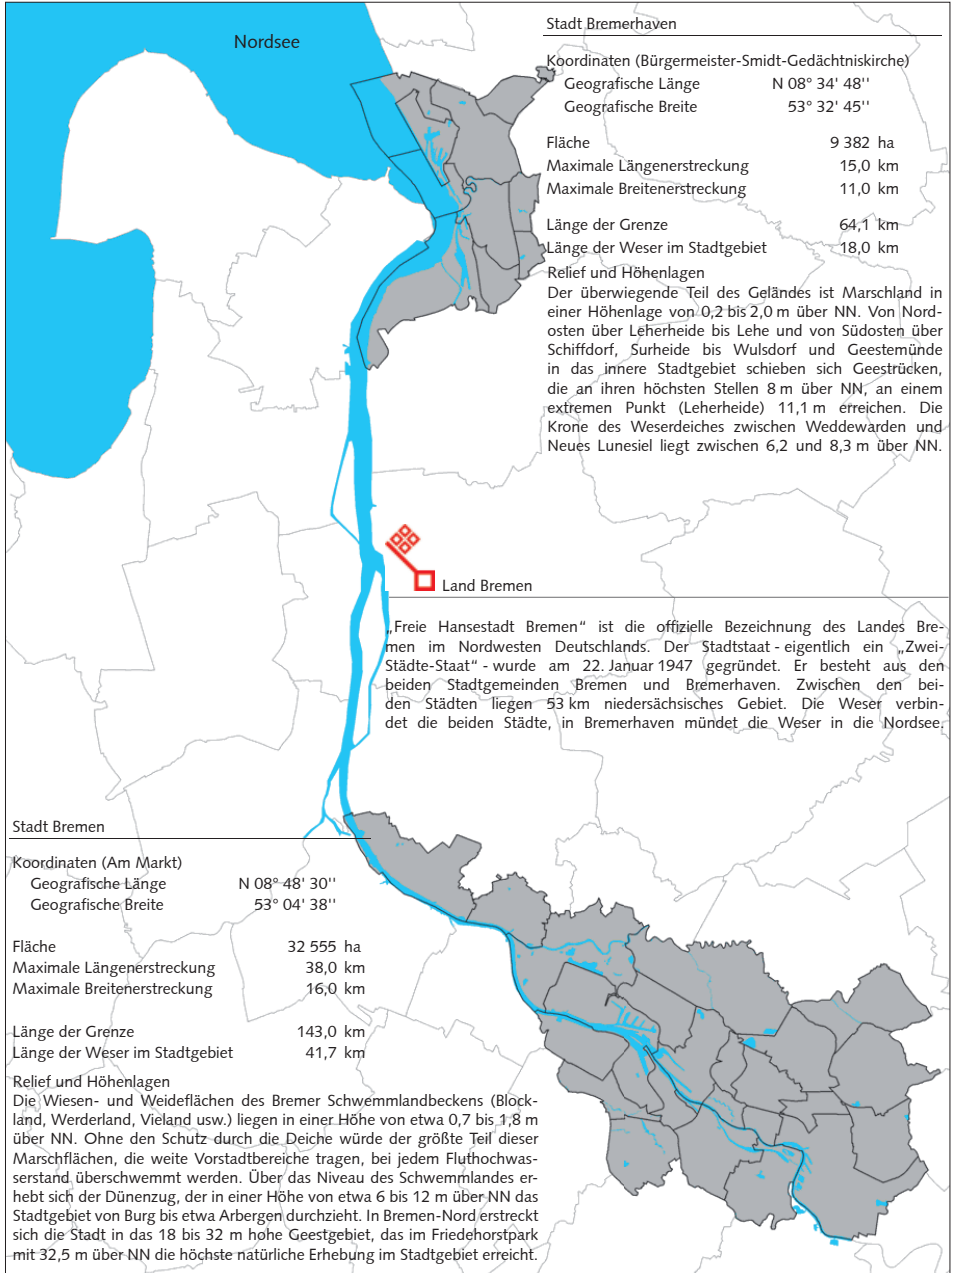 Nordsee
Stadt Bremerhaven
Koordinaten (Bürgermeister-Smidt-Gedächtniskirche)
Geografische Länge N 08° 34' 48''
Geografische Breite 53° 32' 45''
Fläche 9 382 ha
Maximale Längenerstreckung 15,0 km
Maximale Breitenerstreckung 11,0 km
Länge der Grenze 64,1 km
Länge der Weser im Stadtgebiet 18,0 km
Relief und Höhenlagen
Der überwiegende Teil des Geländes ist Marschland in
einer Höhenlage von 0,2 bis 2,0 m über NN. Von Nord-
osten über Leherheide bis Lehe und von Südosten über
Schiffdorf, Surheide bis Wulsdorf und Geestemünde
in das innere Stadtgebiet schieben sich Geestrücken,
die an ihren höchsten Stellen 8 m über NN, an einem
extremen Punkt (Leherheide) 11,1 m erreichen. Die
Krone des Weserdeiches zwischen Weddewarden und
Neues Lunesiel liegt zwischen 6,2 und 8,3 m über NN.
Land Bremen
„Freie Hansestadt Bremen“ ist die offizielle Bezeichnung des Landes Bre-
men im Nordwesten Deutschlands. Der Stadtstaat - eigentlich ein „Zwei-
Städte-Staat“ - wurde am 22. Januar 1947 gegründet. Er besteht aus den
beiden Stadtgemeinden Bremen und Bremerhaven. Zwischen den bei-
den Städten liegen 53 km niedersächsisches Gebiet. Die Weser verbin-
det die beiden Städte, in Bremerhaven mündet die Weser in die Nordsee.
Stadt Bremen
Koordinaten (Am Markt)
Geografische Länge N 08° 48' 30''
Geografische Breite 53° 04' 38''
Fläche 32 555 ha
Maximale Längenerstreckung 38,0 km
Maximale Breitenerstreckung 16,0 km
Länge der Grenze 143,0 km
Länge der Weser im Stadtgebiet 41,7 km
Relief und Höhenlagen
Die Wiesen- und Weideflächen des Bremer Schwemmlandbeckens (Block-
land, Werderland, Vieland usw.) liegen in einer Höhe von etwa 0,7 bis 1,8 m
über NN. Ohne den Schutz durch die Deiche würde der größte Teil dieser
Marschflächen, die weite Vorstadtbereiche tragen, bei jedem Fluthochwas-
serstand überschwemmt werden. Über das Niveau des Schwemmlandes er-
hebt sich der Dünenzug, der in einer Höhe von etwa 6 bis 12 m über NN das
Stadtgebiet von Burg bis etwa Arbergen durchzieht. In Bremen-Nord erstreckt
sich die Stadt in das 18 bis 32 m hohe Geestgebiet, das im Friedehorstpark
mit 32,5 m über NN die höchste natürliche Erhebung im Stadtgebiet erreicht.